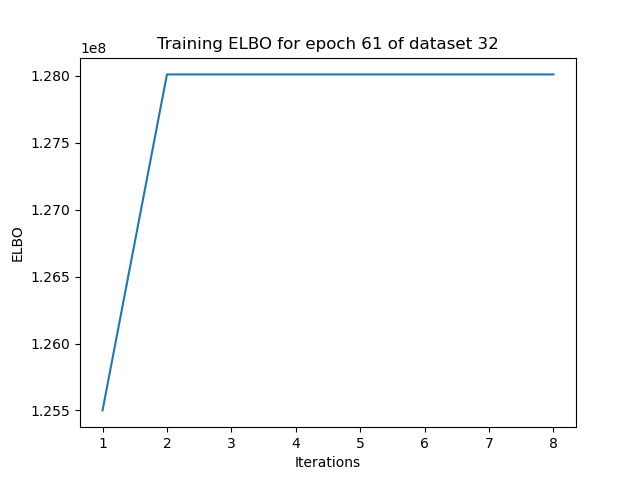 Training ELBO for epoch 61 of dataset 32
1e8
1.280
1.275
1.270
1.265
1.260
1.255
ELBO
1 2 3 4 5 6 7 8
Iterations